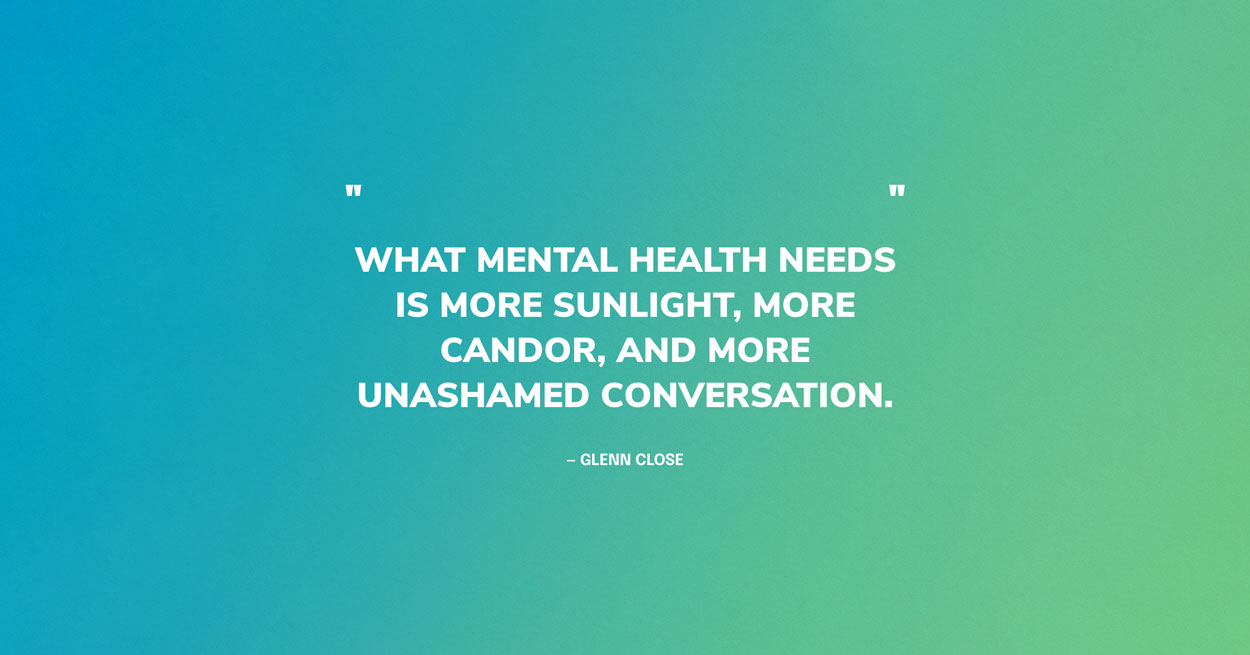 " "
WHAT MENTAL HEALTH NEEDS
IS MORE SUNLIGHT, MORE
CANDOR, AND MORE
UNASHAMED CONVERSATION.
– GLENN CLOSE